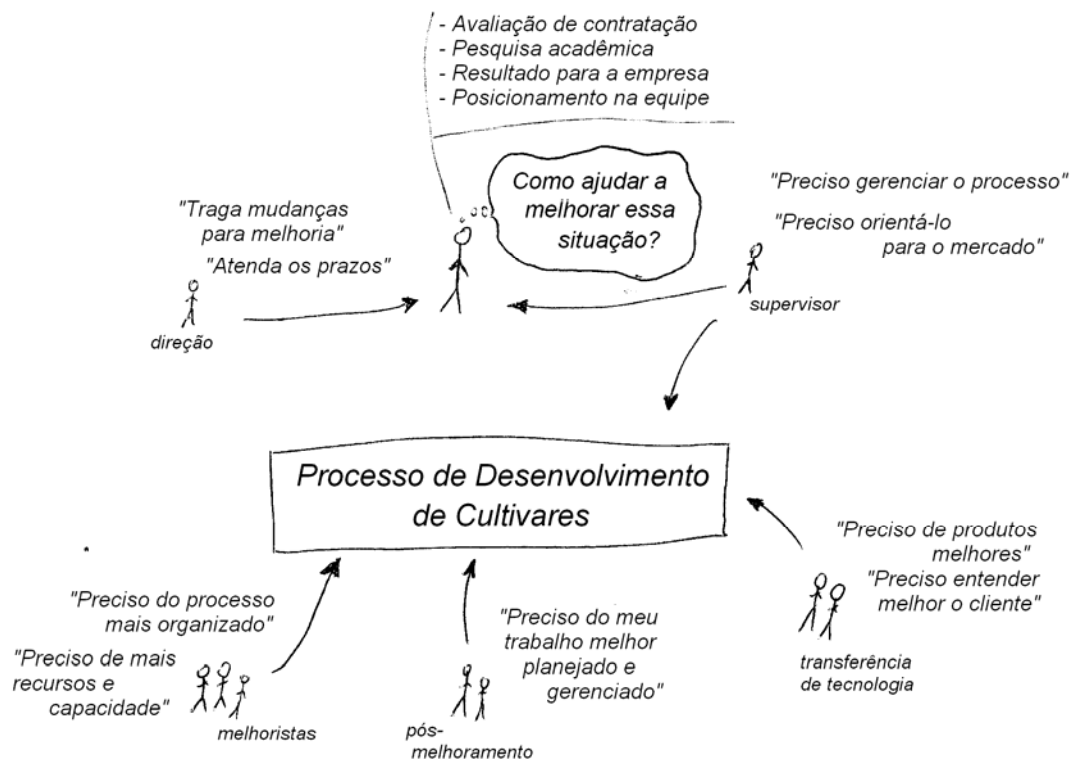 - Avaliação de contratação
- Pesquisa acadêmica
- Resultado para a empresa
- Posicionamento na equipe
Como ajudar a
melhorar essa
situação?
"Traga mudanças
para melhoria"
"Atenda os prazos"
direção
"Preciso gerenciar o processo"
"Preciso orientá-lo
para o mercado"
supervisor
Processo de Desenvolvimento
de Cultivares
"Preciso do processo
mais organizado"
"Preciso de mais
recursos e
capacidade"
melhoristas
"Preciso do meu
trabalho melhor
planejado e
gerenciado"
pós-
melhoramento
"Preciso de produtos
melhores"
"Preciso entender
melhor o cliente"
transferência
de tecnologia